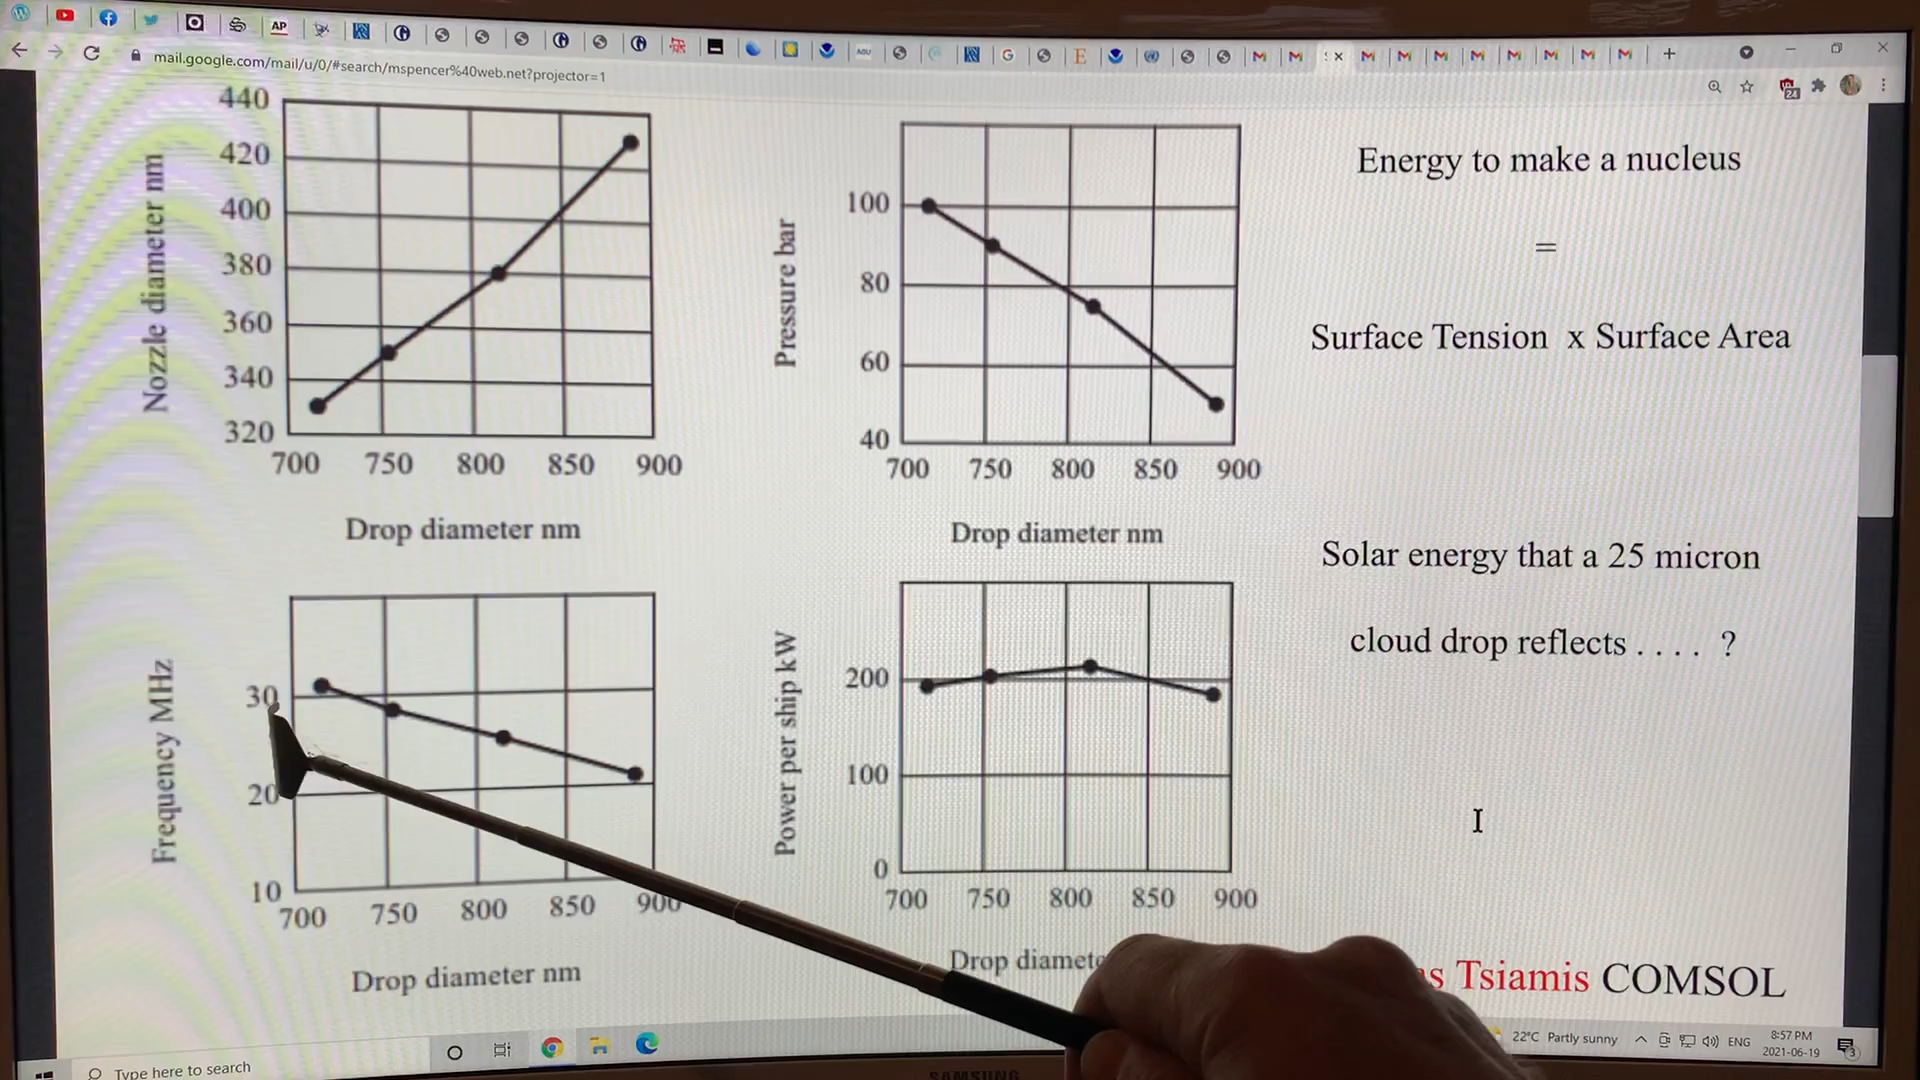 AP
AGU
G
E
mail.google.com/mail/u/0/#search/mspencer%40web.net?projector=1
24
440
420
400
380
360
340
320
Nozzle diameter nm
700 750 800 850 900
Drop diameter nm
100
80
60
40
Pressure bar
700 750 800 850 900
Drop diameter nm
Energy to make a nucleus
=
Surface Tension x Surface Area
30
20
10
Frequency MHz
700 750 800 850 900
Drop diameter nm
200
100
0
Power per ship kW
700 750 800 850 900
Drop
Solar energy that a 25 micron
cloud drop reflects . . . . ?
Tsiamis COMSOL
Type here to search
22°C Partly sunny
ENG
8:57 PM
2021-06-19
3
SAMSUNG